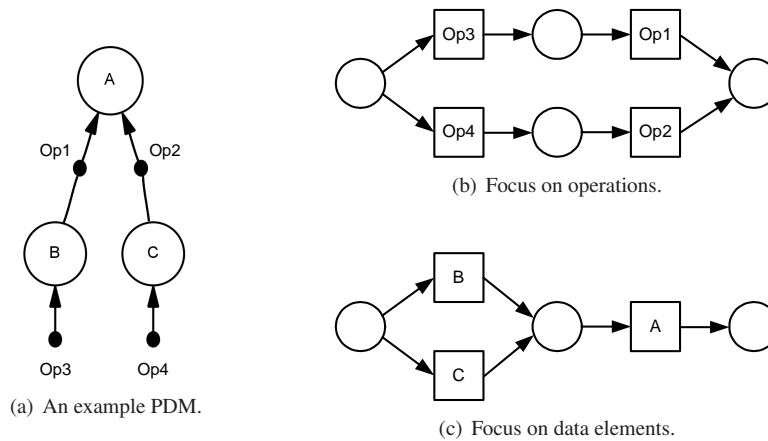 A
Op1
Op2
B
C
Op3
Op4
(a) An example PDM.
Op3
Op1
Op4
Op2
(b) Focus on operations.
B
A
C
(c) Focus on data elements.